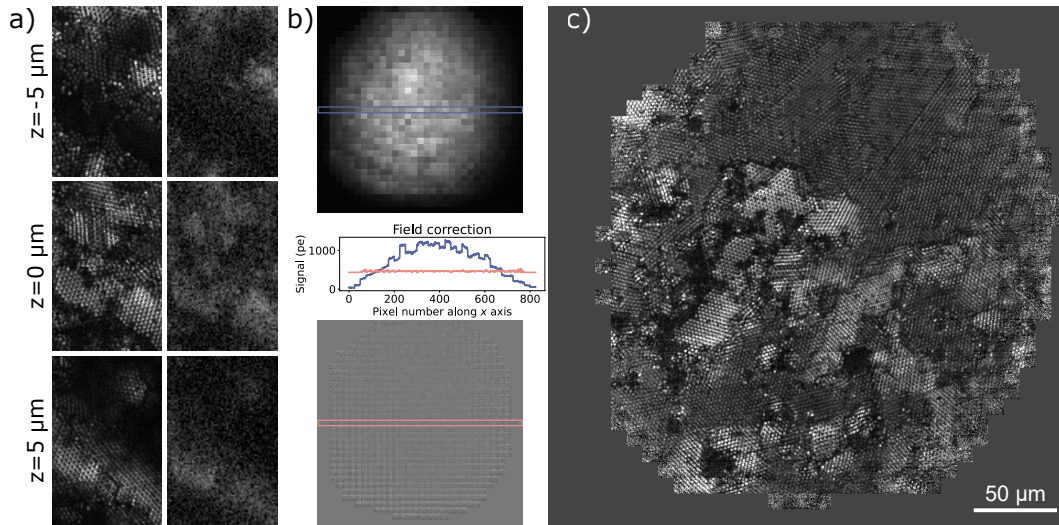 a)
z=-5 µm
z=0 µm
z=5 µm
b)
Field correction
Signal (pe)
1000
0
0 200 400 600 800
Pixel number along x axis
c)
50 µm